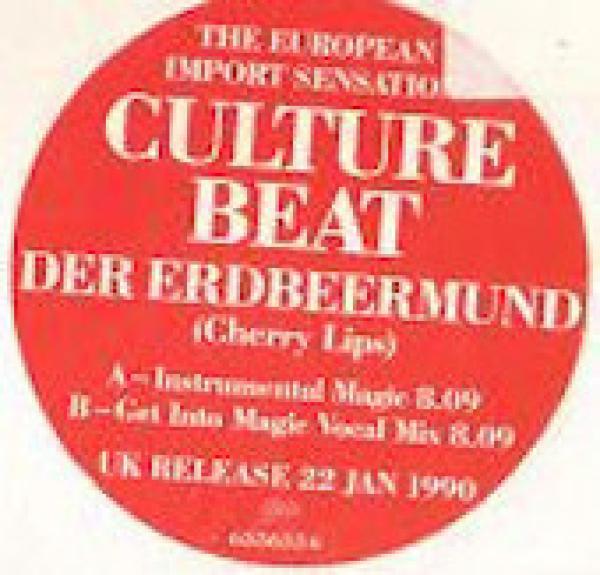 THE EUROPEAN
IMPORT SENSATIO
CULTURE
BEAT
DER ERDBEERMUND
(Cherry Lips)
A – Instrumental Magic 8.09
B – Get Into Magic Vocal Mix 8.09
UK RELEASE 22 JAN 1990